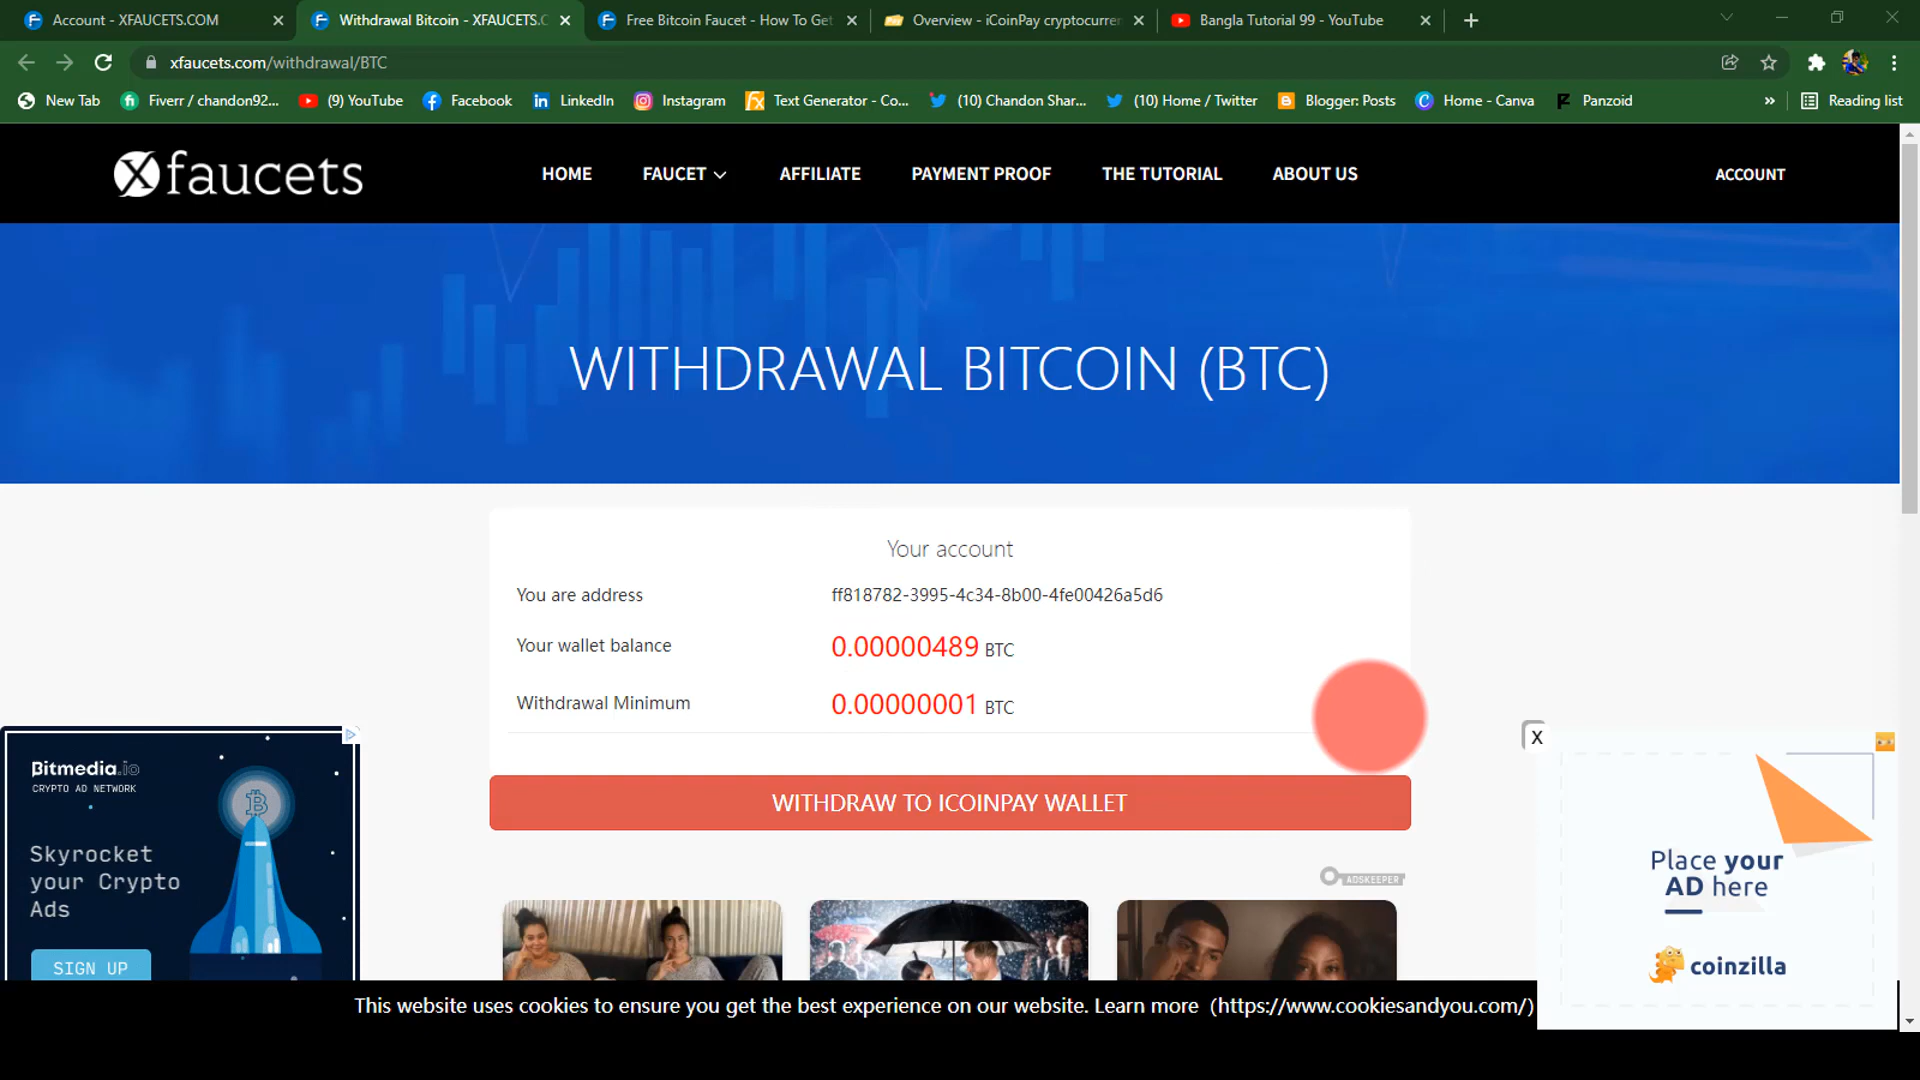 Account - XFAUCETS.COM
Withdrawal Bitcoin - XFAUCETS.C
Free Bitcoin Faucet - How To Get
Overview - iCoinPay cryptocurrer
Bangla Tutorial 99 - YouTube
xfaucets.com/withdrawal/BTC
New Tab
Fiverr / chandon92...
(9) YouTube
Facebook
LinkedIn
Instagram
Text Generator - Co...
(10) Chandon Shar...
(10) Home / Twitter
Blogger: Posts
Home - Canva
Panzoid
»
Reading list
Xfaucets
HOME
FAUCET
AFFILIATE
PAYMENT PROOF
THE TUTORIAL
ABOUT US
ACCOUNT
WITHDRAWAL BITCOIN (BTC)
Your account
You are address ff818782-3995-4c34-8b00-4fe00426a5d6
Your wallet balance 0.00000489 BTC
Withdrawal Minimum 0.00000001 BTC
WITHDRAW TO ICOINPAY WALLET
ADSKEEPER
Bitmedia.io
CRYPTO AD NETWORK
Skyrocket
your Crypto
Ads
SIGN UP
X
Place your
AD here
coinzilla
This website uses cookies to ensure you get the best experience on our website. Learn more (https://www.cookiesandyou.com/)